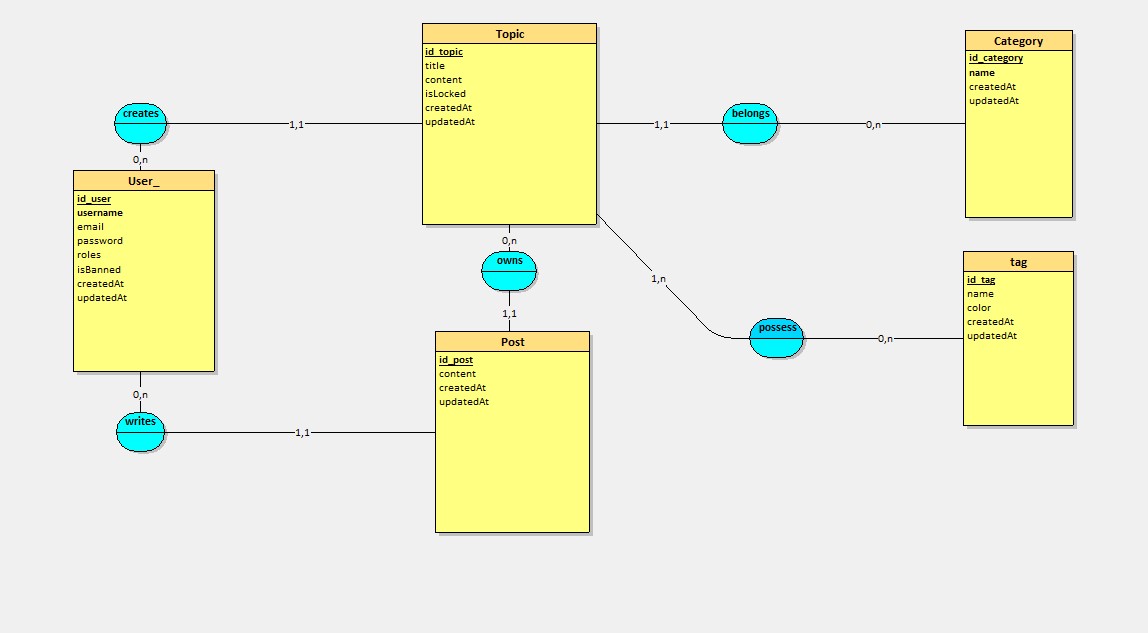 Topic
id_topic
title
content
isLocked
createdAt
updatedAt
Category
id_category
name
createdAt
updatedAt
creates
1,1
1,1
belongs
0,n
0,n
User_
id_user
username
email
password
roles
isBanned
createdAt
updatedAt
0,n
owns
1,1
1,n
possess
0,n
tag
id_tag
name
color
createdAt
updatedAt
Post
id_post
content
createdAt
updatedAt
0,n
writes
1,1